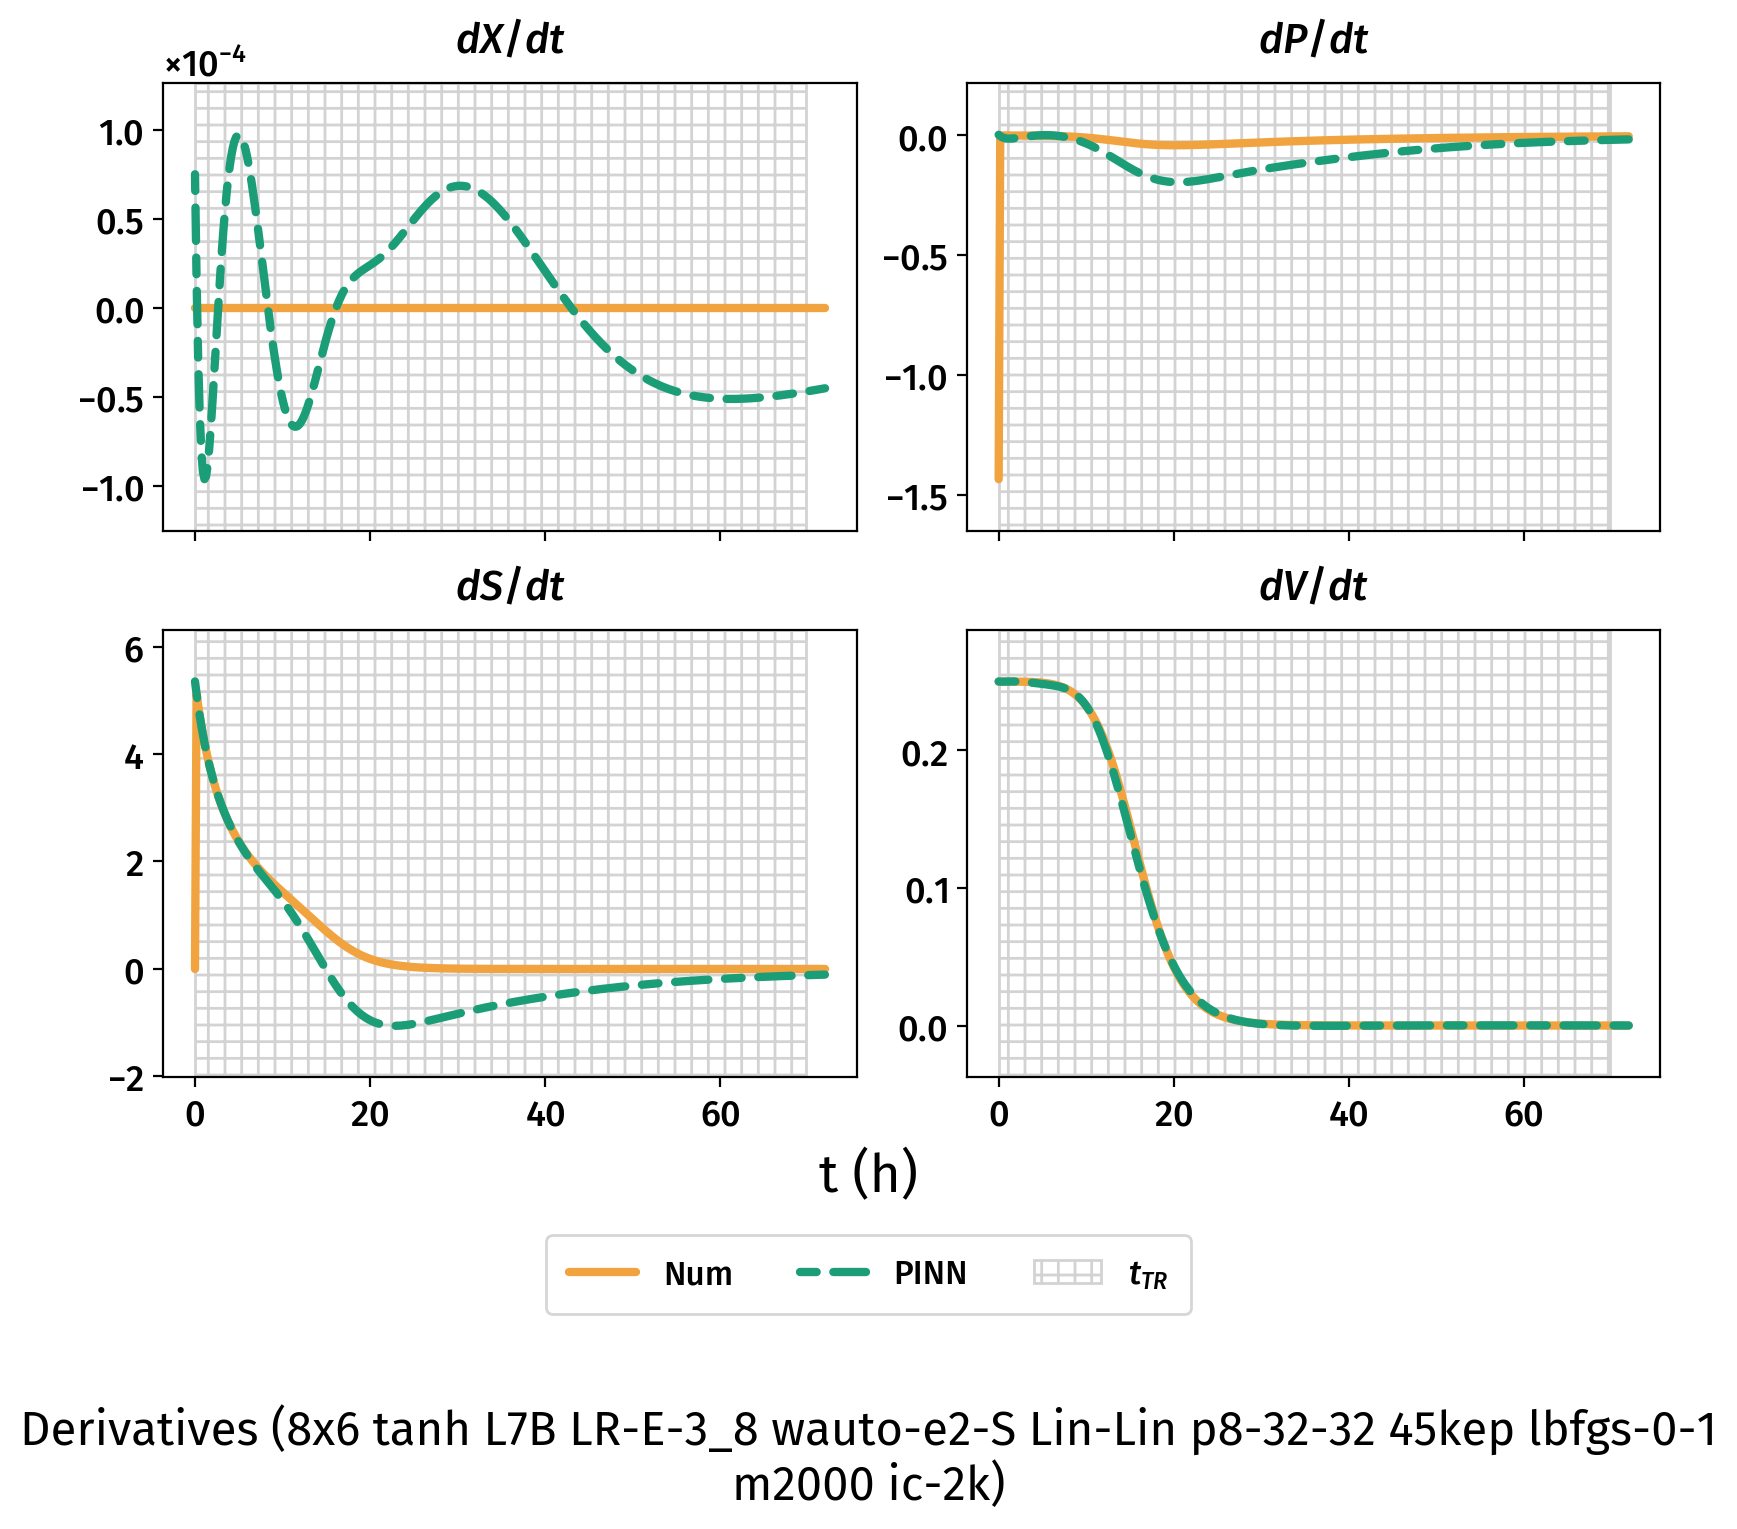 dX/dt
dP/dt
×10⁻⁴
1.0
0.5
0.0
−0.5
−1.0
0.0
−0.5
−1.0
−1.5
dS/dt
dV/dt
6
4
2
0
−2
0.2
0.1
0.0
0 20 40 60
0 20 40 60
t (h)
Num PINN t_TR
Derivatives (8x6 tanh L7B LR-E-3_8 wauto-e2-S Lin-Lin p8-32-32 45kep lbfgs-0-1
m2000 ic-2k)